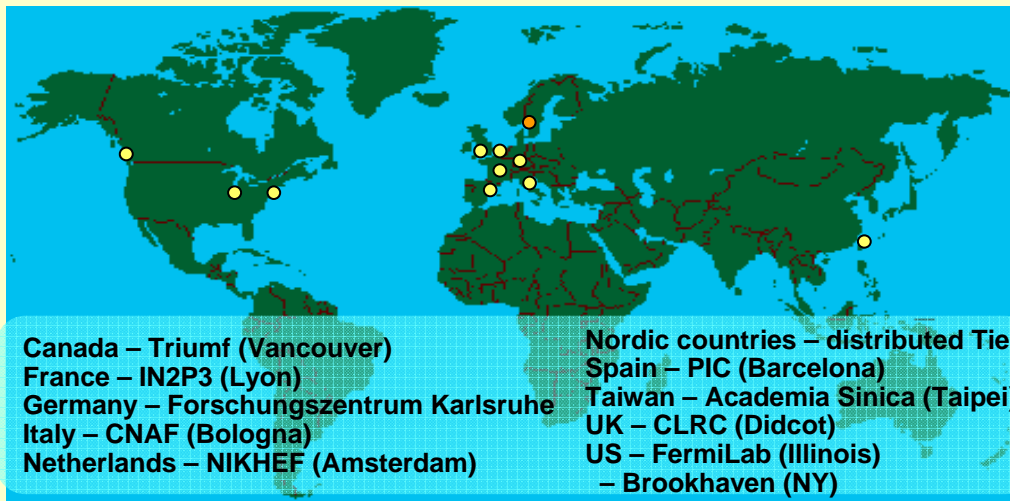 Canada – Triumf (Vancouver)
France – IN2P3 (Lyon)
Germany – Forschungszentrum Karlsruhe
Italy – CNAF (Bologna)
Netherlands – NIKHEF (Amsterdam)
Nordic countries – distributed Tie
Spain – PIC (Barcelona)
Taiwan – Academia Sinica (Taipei)
UK – CLRC (Didcot)
US – FermiLab (Illinois)
– Brookhaven (NY)